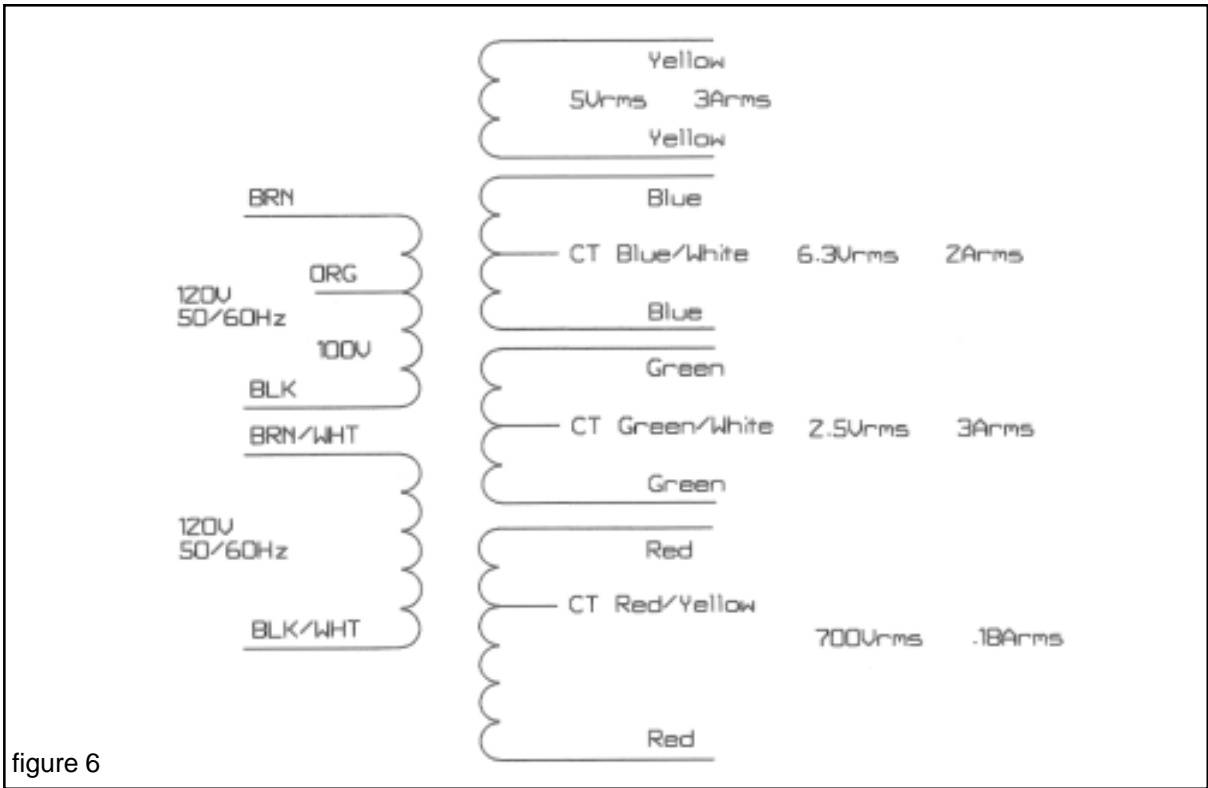 Yellow
5Vrms 3Arms
Yellow
BRN
Blue
CT Blue/White 6.3Vrms 2Arms
ORG
120V
50/60Hz
Blue
100V
Green
BLK
CT Green/White 2.5Vrms 3Arms
BRN/WHT
Green
120V
50/60Hz
Red
CT Red/Yellow
BLK/WHT
700Vrms .18Arms
Red
figure 6